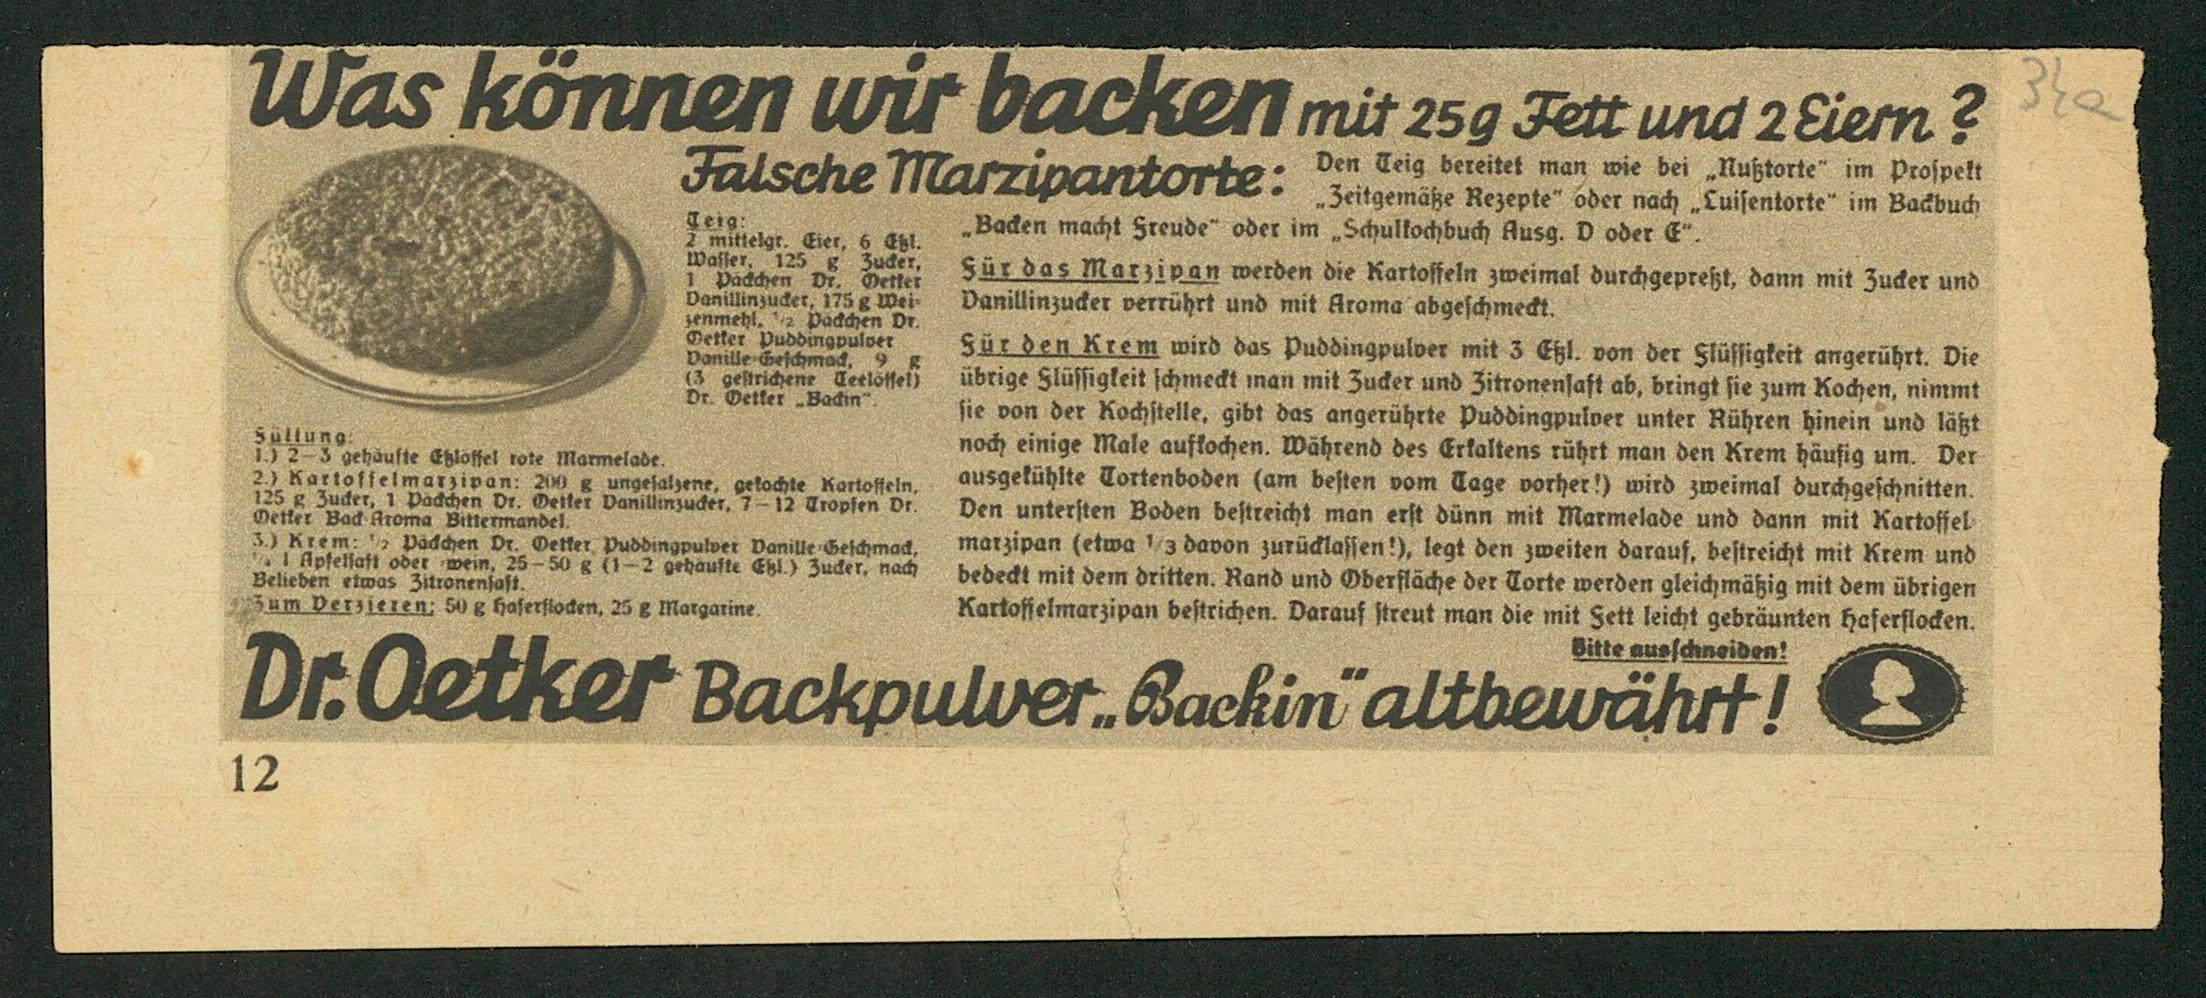 Was können wir backen mit 25g Fett und 2 Eiern?
Falsche Marzipantorte:
Teig:
2 mittelgr. Eier, 6 Eßl.
Wasser, 125 g Zucker,
1 Päckchen Dr. Oetker
Vanillinzucker, 175 g Wei-
zenmehl, 1/2 Päckchen Dr.
Oetker Puddingpulver
Vanille-Geschmack, 9 g
(3 gestrichene Teelöffel)
Dr. Oetker „Backin“.
Füllung:
1.) 2–3 gehäufte Eßlöffel rote Marmelade.
2.) Kartoffelmarzipan: 200 g ungesalzene, gekochte Kartoffeln,
125 g Zucker, 1 Päckchen Dr. Oetker Vanillinzucker, 7–12 Tropfen Dr.
Oetker Back-Aroma Bittermandel.
3.) Krem: 1/2 Päckchen Dr. Oetker Puddingpulver Vanille-Geschmack,
1/4 l Apfelsaft oder -wein, 25–50 g (1–2 gehäufte Eßl.) Zucker, nach
Belieben etwas Zitronensaft.
Zum Verzieren: 50 g Haferflocken, 25 g Margarine.
Den Teig bereitet man wie bei „Nußtorte“ im Prospekt
„Zeitgemäße Rezepte“ oder nach „Luisentorte“ im Backbuch
„Backen macht Freude“ oder im „Schulkochbuch Ausg. D oder E“.
Für das Marzipan werden die Kartoffeln zweimal durchgepreßt, dann mit Zucker und
Vanillinzucker verrührt und mit Aroma abgeschmeckt.
Für den Krem wird das Puddingpulver mit 3 Eßl. von der Flüssigkeit angerührt. Die
übrige Flüssigkeit schmeckt man mit Zucker und Zitronensaft ab, bringt sie zum Kochen, nimmt
sie von der Kochstelle, gibt das angerührte Puddingpulver unter Rühren hinein und läßt
noch einige Male aufkochen. Während des Erkaltens rührt man den Krem häufig um. Der
ausgekühlte Tortenboden (am besten vom Tage vorher!) wird zweimal durchgeschnitten.
Den untersten Boden bestreicht man erst dünn mit Marmelade und dann mit Kartoffel-
marzipan (etwa 1/3 davon zurücklassen!), legt den zweiten darauf, bestreicht mit Krem und
bedeckt mit dem dritten. Rand und Oberfläche der Torte werden gleichmäßig mit dem übrigen
Kartoffelmarzipan bestrichen. Darauf streut man die mit Fett leicht gebräunten Haferflocken.
Bitte ausschneiden!
Dr. Oetker Backpulver „Backin“ altbewährt!
12